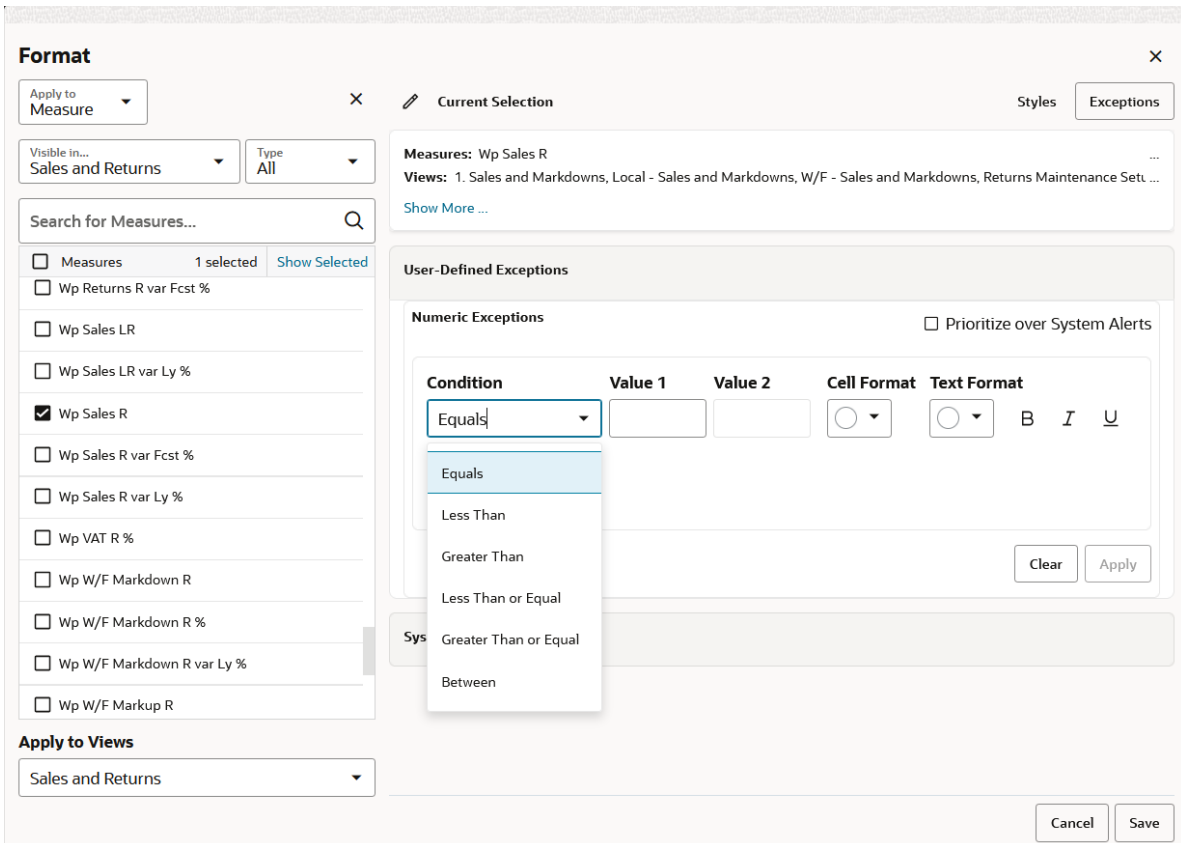 Format
Apply to
Measure
Visible in...
Sales and Returns
Type
All
Search for Measures...
Measures 1 selected Show Selected
Wp Returns R var Fcst %
Wp Sales LR
Wp Sales LR var Ly %
Wp Sales R
Wp Sales R var Fcst %
Wp Sales R var Ly %
Wp VAT R %
Wp W/F Markdown R
Wp W/F Markdown R %
Wp W/F Markdown R var Ly %
Wp W/F Markup R
Apply to Views
Sales and Returns
Current Selection
Styles Exceptions
Measures: Wp Sales R ...
Views: 1. Sales and Markdowns, Local - Sales and Markdowns, W/F - Sales and Markdowns, Returns Maintenance Setu ...
Show More ...
User-Defined Exceptions
Numeric Exceptions
Prioritize over System Alerts
Condition Value 1 Value 2 Cell Format Text Format
Equals B I U
Equals
Less Than
Greater Than
Less Than or Equal
Greater Than or Equal
Between
Clear Apply
Sys
Cancel Save